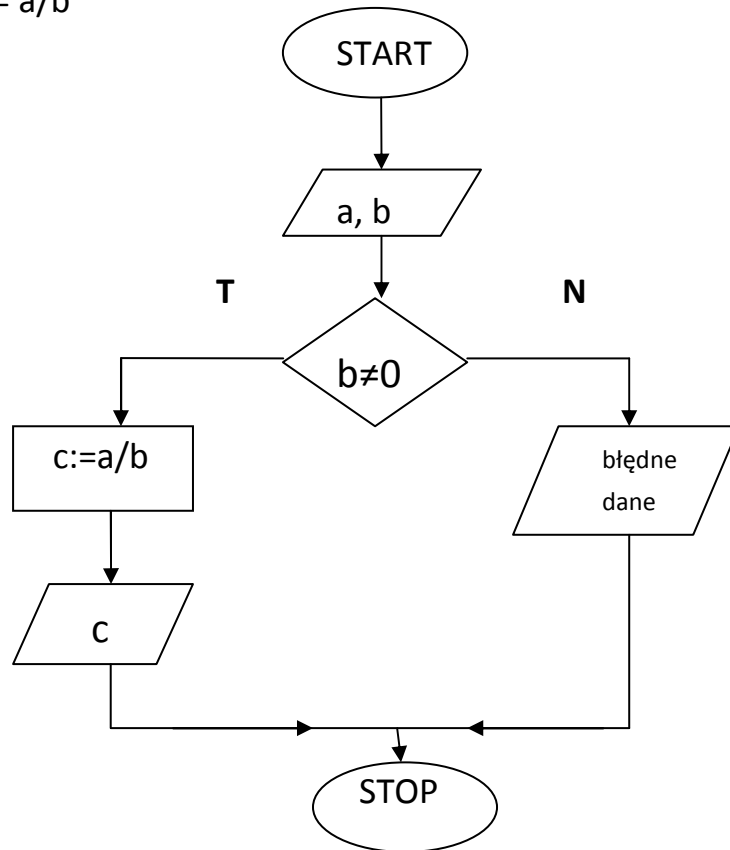 = a/b
START
a, b
T
N
b≠0
c:=a/b
błędne
dane
c
STOP